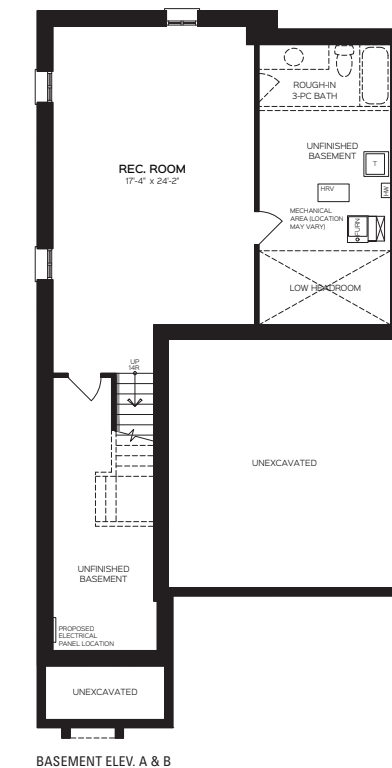 ROUGH-IN
3-PC BATH
UNFINISHED
BASEMENT
T
REC. ROOM
17'-4" x 24'-2"
HRV
HW
MECHANICAL
AREA (LOCATION
MAY VARY)
FURN
LOW HEADROOM
UP
14R
UNEXCAVATED
UNFINISHED
BASEMENT
PROPOSED
ELECTRICAL
PANEL LOCATION
UNEXCAVATED
BASEMENT ELEV. A & B